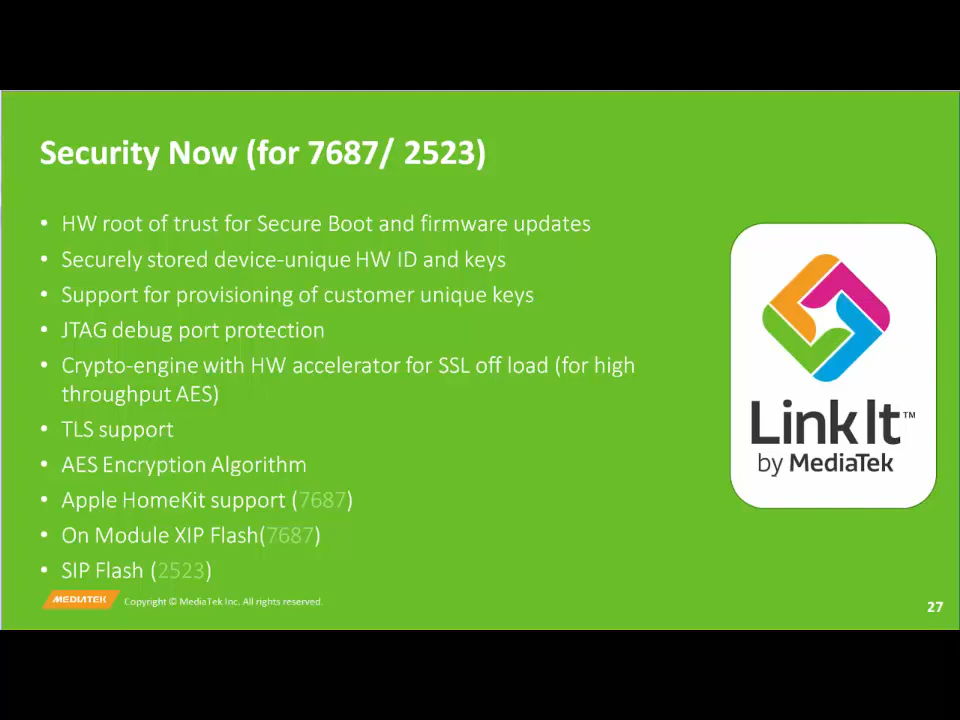 Security Now (for 7687/ 2523)
• HW root of trust for Secure Boot and firmware updates
• Securely stored device-unique HW ID and keys
• Support for provisioning of customer unique keys
• JTAG debug port protection
• Crypto-engine with HW accelerator for SSL off load (for high
throughput AES)
• TLS support
• AES Encryption Algorithm
• Apple HomeKit support (7687)
• On Module XIP Flash(7687)
• SIP Flash (2523)
LinkIt™
by MediaTek
MEDIATEK Copyright © MediaTek Inc. All rights reserved.
27